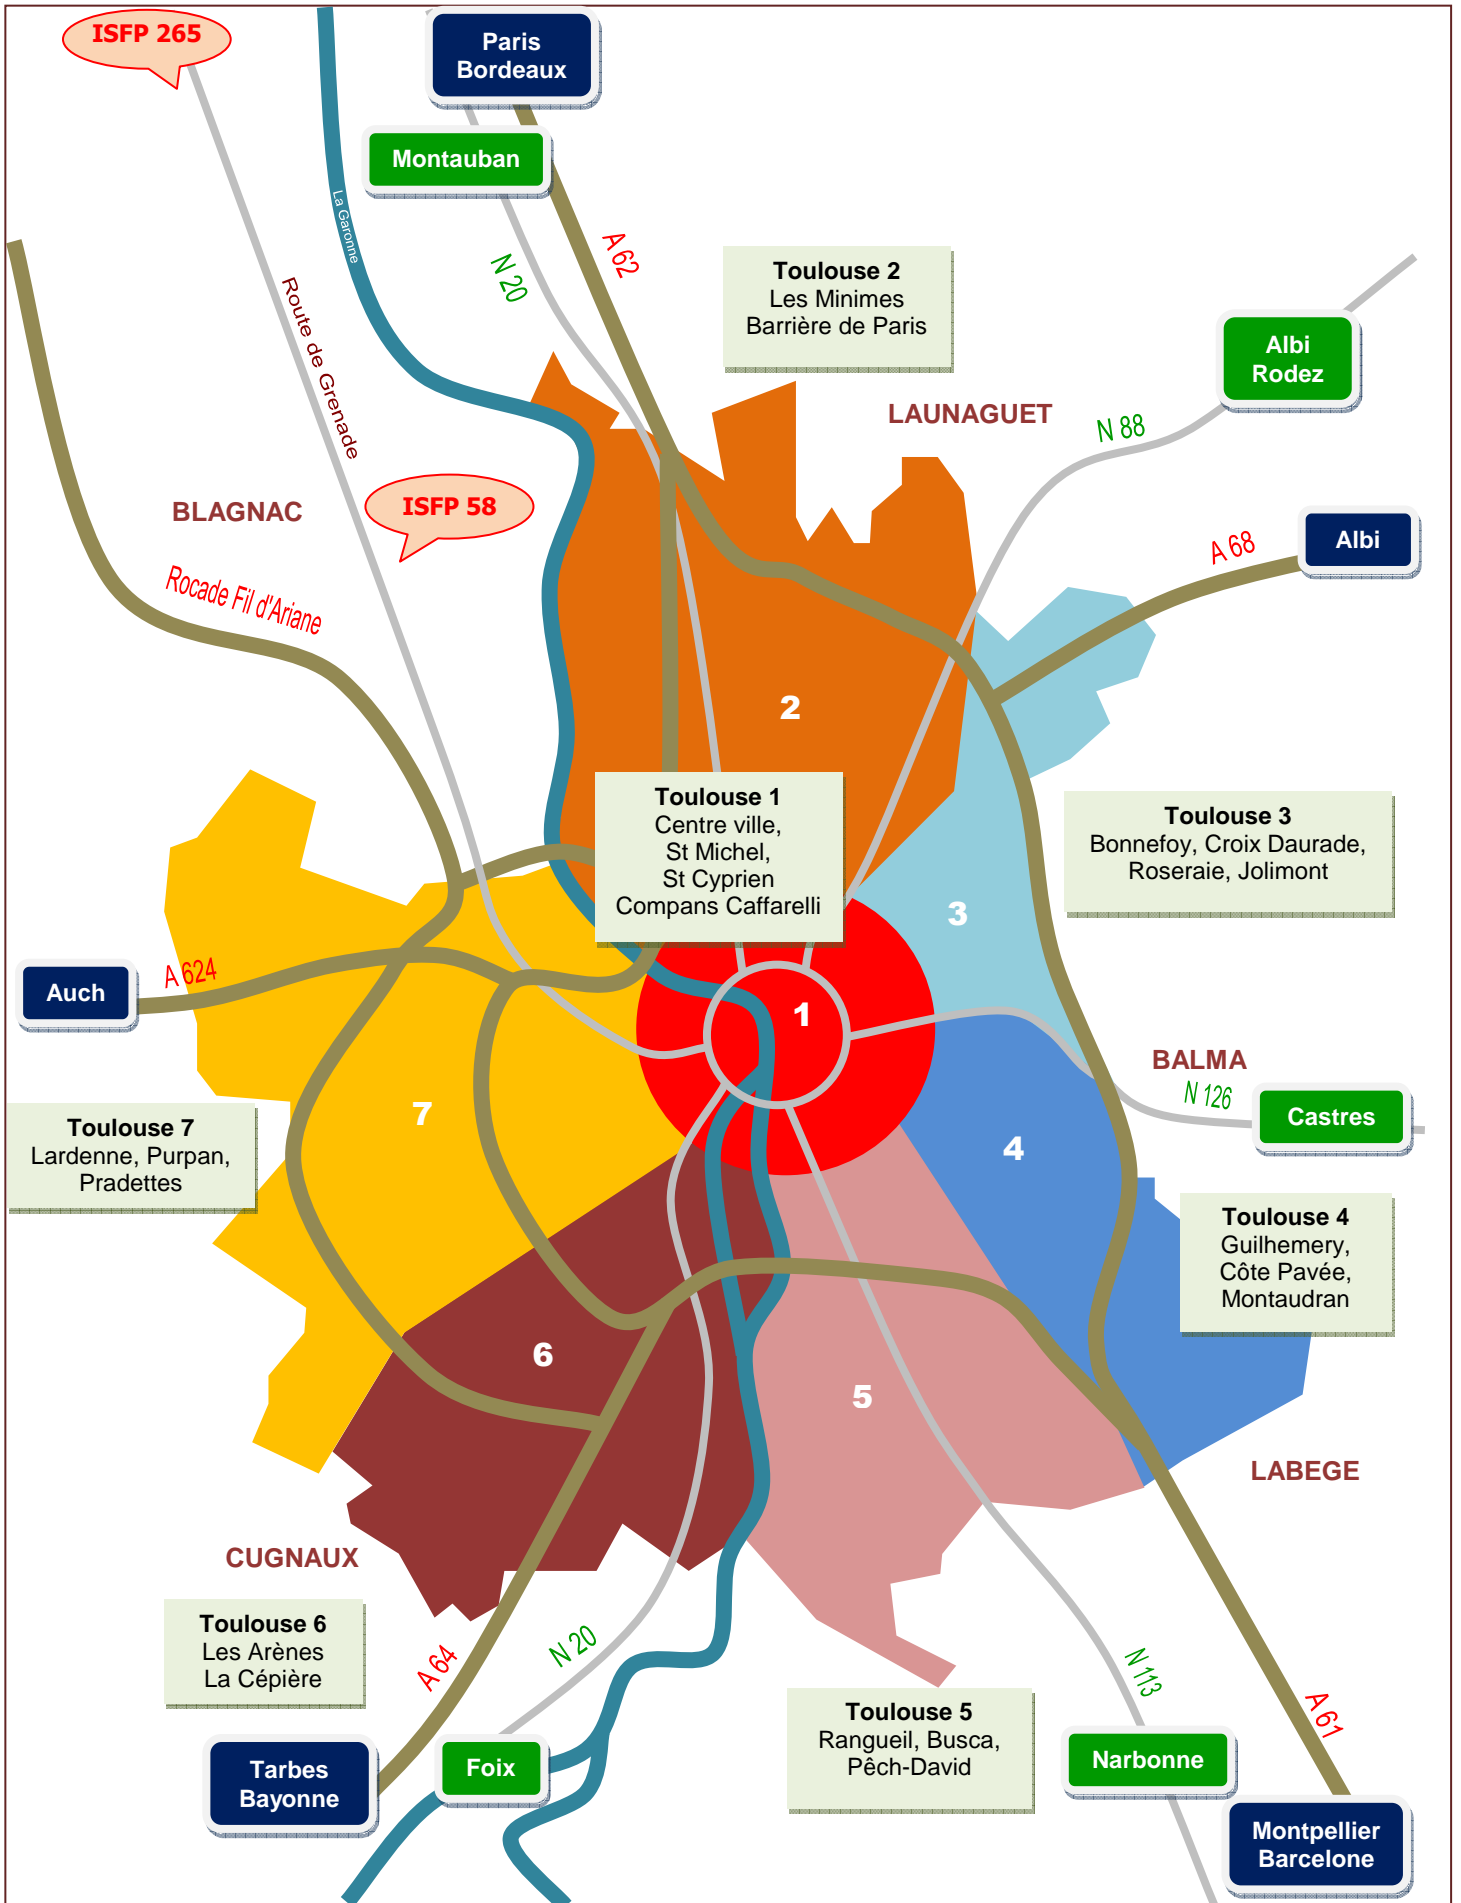 ISFP 265
Paris
Bordeaux
Montauban
La Garonne
A 62
N 20
Route de Grenade
Toulouse 2
Les Minimes
Barrière de Paris
Albi
Rodez
LAUNAGUET
N 88
BLAGNAC
ISFP 58
A 68
Albi
Rocade Fil d'Ariane
2
Toulouse 1
Centre ville,
St Michel,
St Cyprien
Compans Caffarelli
Toulouse 3
Bonnefoy, Croix Daurade,
Roseraie, Jolimont
3
Auch
A 624
1
BALMA
N 126
Castres
7
Toulouse 7
Lardenne, Purpan,
Pradettes
4
Toulouse 4
Guilhemery,
Côte Pavée,
Montaudran
6
5
LABEGE
CUGNAUX
Toulouse 6
Les Arènes
La Cépière
A 64
N 20
N 113
A 61
Toulouse 5
Rangueil, Busca,
Pêch-David
Tarbes
Bayonne
Foix
Narbonne
Montpellier
Barcelone